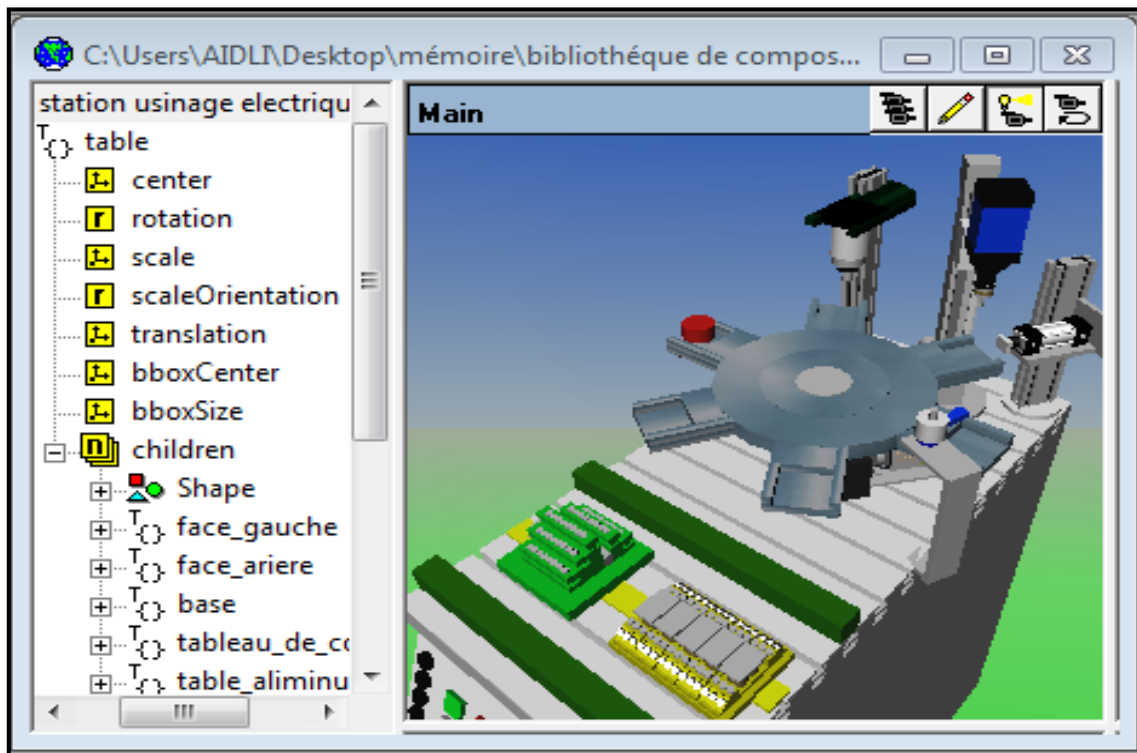 C:\Users\AIDLI\Desktop\mémoire\bibliothéque de compos...
station usinage electriqu
table
center
rotation
scale
scaleOrientation
translation
bboxCenter
bboxSize
children
Shape
face_gauche
face_ariere
base
tableau_de_co
table_aliminu
Main